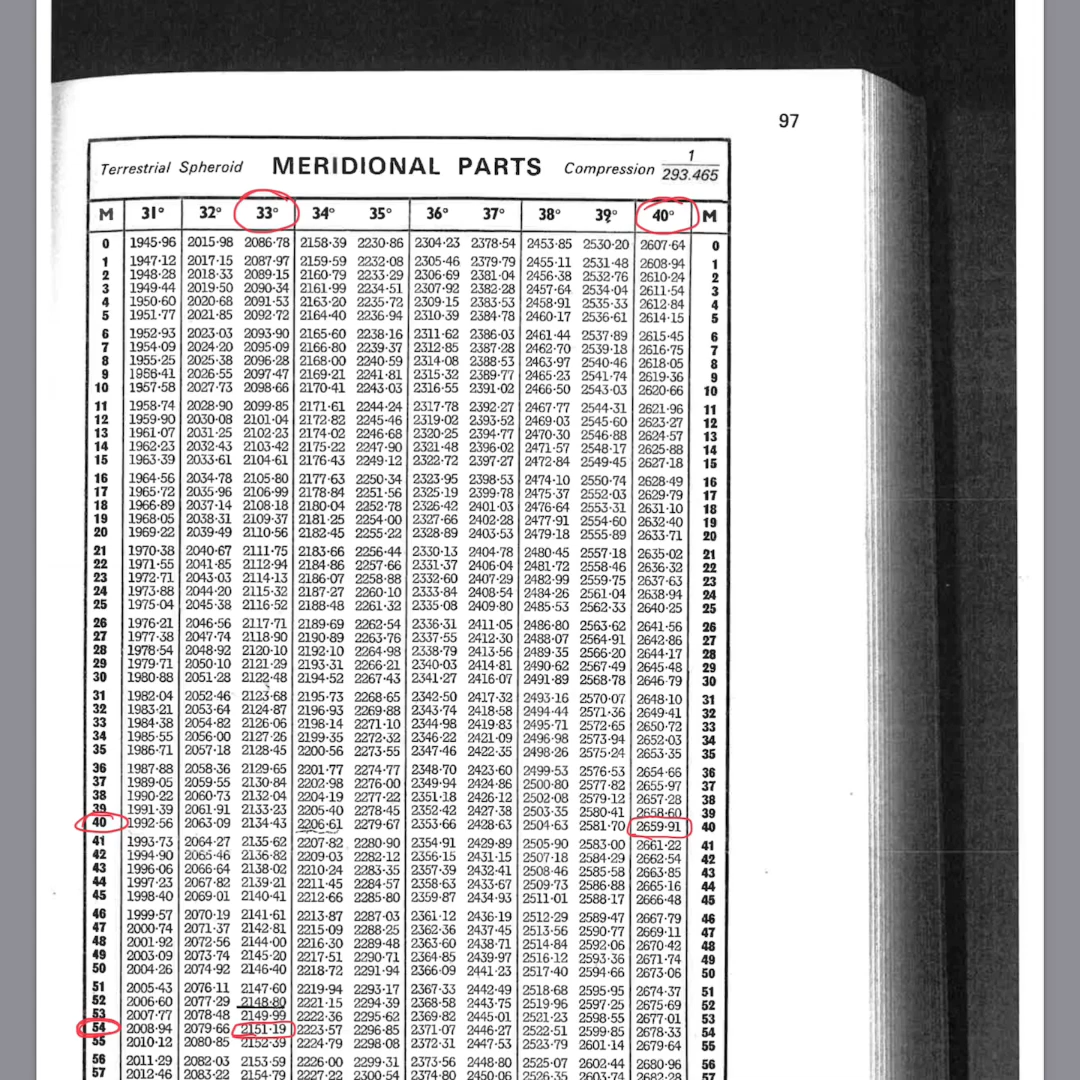 97
Terrestrial Spheroid MERIDIONAL PARTS Compression 1
293.465
M 31° 32° 33° 34° 35° 36° 37° 38° 39° 40° M
0 1945·96 2015·98 2086·78 2158·39 2230·86 2304·23 2378·54 2453·85 2530·20 2607·64 0
1 1947·12 2017·15 2087·97 2159·59 2232·08 2305·46 2379·79 2455·11 2531·48 2608·94 1
2 1948·28 2018·33 2089·15 2160·79 2233·29 2306·69 2381·04 2456·38 2532·76 2610·24 2
3 1949·44 2019·50 2090·34 2161·99 2234·51 2307·92 2382·28 2457·64 2534·04 2611·54 3
4 1950·60 2020·68 2091·53 2163·20 2235·72 2309·15 2383·53 2458·91 2535·33 2612·84 4
5 1951·77 2021·85 2092·72 2164·40 2236·94 2310·39 2384·78 2460·17 2536·61 2614·15 5
6 1952·93 2023·03 2093·90 2165·60 2238·16 2311·62 2386·03 2461·44 2537·89 2615·45 6
7 1954·09 2024·20 2095·09 2166·80 2239·37 2312·85 2387·28 2462·70 2539·18 2616·75 7
8 1955·25 2025·38 2096·28 2168·00 2240·59 2314·08 2388·53 2463·97 2540·46 2618·05 8
9 1956·41 2026·55 2097·47 2169·21 2241·81 2315·32 2389·77 2465·23 2541·74 2619·36 9
10 1957·58 2027·73 2098·66 2170·41 2243·03 2316·55 2391·02 2466·50 2543·03 2620·66 10
11 1958·74 2028·90 2099·85 2171·61 2244·24 2317·78 2392·27 2467·77 2544·31 2621·96 11
12 1959·90 2030·08 2101·04 2172·82 2245·46 2319·02 2393·52 2469·03 2545·60 2623·27 12
13 1961·07 2031·25 2102·23 2174·02 2246·68 2320·25 2394·77 2470·30 2546·88 2624·57 13
14 1962·23 2032·43 2103·42 2175·22 2247·90 2321·48 2396·02 2471·57 2548·17 2625·88 14
15 1963·39 2033·61 2104·61 2176·43 2249·12 2322·72 2397·27 2472·84 2549·45 2627·18 15
16 1964·56 2034·78 2105·80 2177·63 2250·34 2323·95 2398·53 2474·10 2550·74 2628·49 16
17 1965·72 2035·96 2106·99 2178·84 2251·56 2325·19 2399·78 2475·37 2552·03 2629·79 17
18 1966·89 2037·14 2108·18 2180·04 2252·78 2326·42 2401·03 2476·64 2553·31 2631·10 18
19 1968·05 2038·31 2109·37 2181·25 2254·00 2327·66 2402·28 2477·91 2554·60 2632·40 19
20 1969·22 2039·49 2110·56 2182·45 2255·22 2328·89 2403·53 2479·18 2555·89 2633·71 20
21 1970·38 2040·67 2111·75 2183·66 2256·44 2330·13 2404·78 2480·45 2557·18 2635·02 21
22 1971·55 2041·85 2112·94 2184·86 2257·66 2331·37 2406·04 2481·72 2558·46 2636·32 22
23 1972·71 2043·03 2114·13 2186·07 2258·88 2332·60 2407·29 2482·99 2559·75 2637·63 23
24 1973·88 2044·20 2115·32 2187·27 2260·10 2333·84 2408·54 2484·26 2561·04 2638·94 24
25 1975·04 2045·38 2116·52 2188·48 2261·32 2335·08 2409·80 2485·53 2562·33 2640·25 25
26 1976·21 2046·56 2117·71 2189·69 2262·54 2336·31 2411·05 2486·80 2563·62 2641·56 26
27 1977·38 2047·74 2118·90 2190·89 2263·76 2337·55 2412·30 2488·07 2564·91 2642·86 27
28 1978·54 2048·92 2120·10 2192·10 2264·98 2338·79 2413·56 2489·35 2566·20 2644·17 28
29 1979·71 2050·10 2121·29 2193·31 2266·21 2340·03 2414·81 2490·62 2567·49 2645·48 29
30 1980·88 2051·28 2122·48 2194·52 2267·43 2341·27 2416·07 2491·89 2568·78 2646·79 30
31 1982·04 2052·46 2123·68 2195·73 2268·65 2342·50 2417·32 2493·16 2570·07 2648·10 31
32 1983·21 2053·64 2124·87 2196·93 2269·88 2343·74 2418·58 2494·44 2571·36 2649·41 32
33 1984·38 2054·82 2126·06 2198·14 2271·10 2344·98 2419·83 2495·71 2572·65 2650·72 33
34 1985·55 2056·00 2127·26 2199·35 2272·32 2346·22 2421·09 2496·98 2573·94 2652·03 34
35 1986·71 2057·18 2128·45 2200·56 2273·55 2347·46 2422·35 2498·26 2575·24 2653·35 35
36 1987·88 2058·36 2129·65 2201·77 2274·77 2348·70 2423·60 2499·53 2576·53 2654·66 36
37 1989·05 2059·55 2130·84 2202·98 2276·00 2349·94 2424·86 2500·80 2577·82 2655·97 37
38 1990·22 2060·73 2132·04 2204·19 2277·22 2351·18 2426·12 2502·08 2579·12 2657·28 38
39 1991·39 2061·91 2133·23 2205·40 2278·45 2352·42 2427·38 2503·35 2580·41 2658·60 39
40 1992·56 2063·09 2134·43 2206·61 2279·67 2353·66 2428·63 2504·63 2581·70 2659·91 40
41 1993·73 2064·27 2135·62 2207·82 2280·90 2354·91 2429·89 2505·90 2583·00 2661·22 41
42 1994·90 2065·46 2136·82 2209·03 2282·12 2356·15 2431·15 2507·18 2584·29 2662·54 42
43 1996·06 2066·64 2138·02 2210·24 2283·35 2357·39 2432·41 2508·46 2585·58 2663·85 43
44 1997·23 2067·82 2139·21 2211·45 2284·57 2358·63 2433·67 2509·73 2586·88 2665·16 44
45 1998·40 2069·01 2140·41 2212·66 2285·80 2359·87 2434·93 2511·01 2588·17 2666·48 45
46 1999·57 2070·19 2141·61 2213·87 2287·03 2361·12 2436·19 2512·29 2589·47 2667·79 46
47 2000·74 2071·37 2142·81 2215·09 2288·25 2362·36 2437·45 2513·56 2590·77 2669·11 47
48 2001·92 2072·56 2144·00 2216·30 2289·48 2363·60 2438·71 2514·84 2592·06 2670·42 48
49 2003·09 2073·74 2145·20 2217·51 2290·71 2364·85 2439·97 2516·12 2593·36 2671·74 49
50 2004·26 2074·92 2146·40 2218·72 2291·94 2366·09 2441·23 2517·40 2594·66 2673·06 50
51 2005·43 2076·11 2147·60 2219·94 2293·17 2367·33 2442·49 2518·68 2595·95 2674·37 51
52 2006·60 2077·29 2148·80 2221·15 2294·39 2368·58 2443·75 2519·96 2597·25 2675·69 52
53 2007·77 2078·48 2149·99 2222·36 2295·62 2369·82 2445·01 2521·23 2598·55 2677·01 53
54 2008·94 2079·66 2151·19 2223·57 2296·85 2371·07 2446·27 2522·51 2599·85 2678·33 54
55 2010·12 2080·85 2152·39 2224·79 2298·08 2372·31 2447·53 2523·79 2601·14 2679·64 55
56 2011·29 2082·03 2153·59 2226·00 2299·31 2373·56 2448·80 2525·07 2602·44 2680·96 56
57 2012·46 2083·22 2154·79 2227·22 2300·54 2374·80 2450·06 2526·35 2603·74 2682·28 57